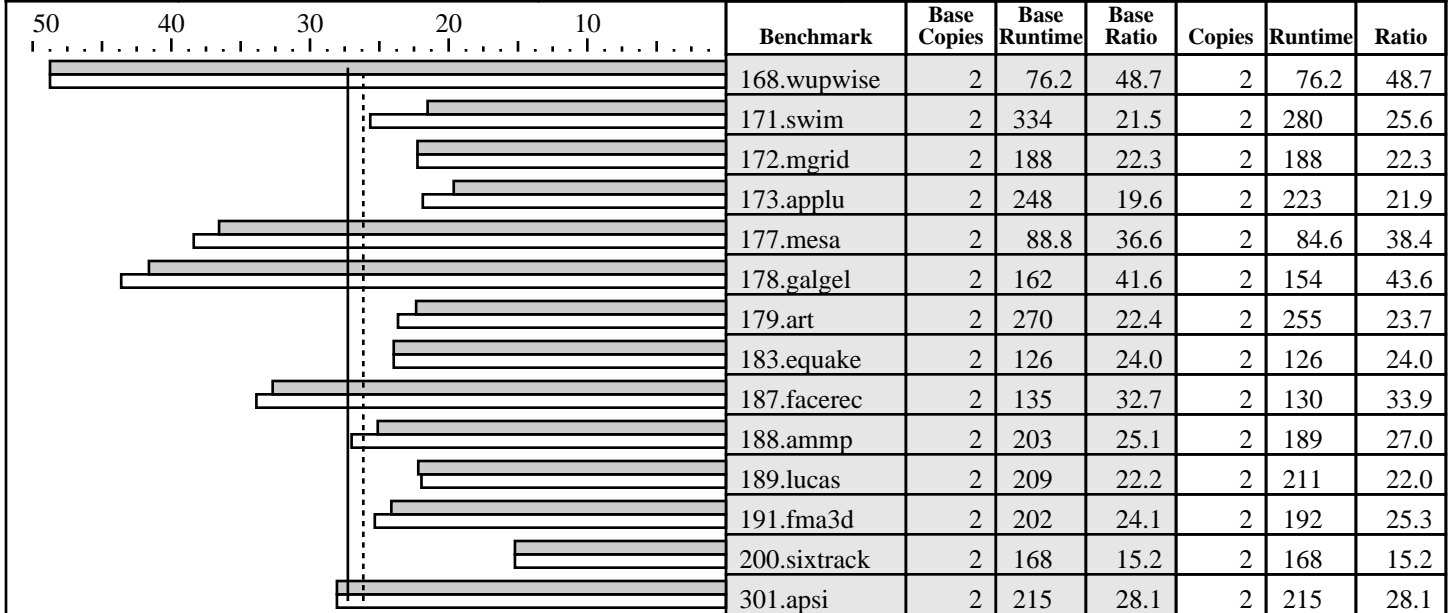 50 40 30 20 10
Benchmark Base Copies Base Runtime Base Ratio Copies Runtime Ratio
168.wupwise 2 76.2 48.7 2 76.2 48.7
171.swim 2 334 21.5 2 280 25.6
172.mgrid 2 188 22.3 2 188 22.3
173.applu 2 248 19.6 2 223 21.9
177.mesa 2 88.8 36.6 2 84.6 38.4
178.galgel 2 162 41.6 2 154 43.6
179.art 2 270 22.4 2 255 23.7
183.equake 2 126 24.0 2 126 24.0
187.facerec 2 135 32.7 2 130 33.9
188.ammp 2 203 25.1 2 189 27.0
189.lucas 2 209 22.2 2 211 22.0
191.fma3d 2 202 24.1 2 192 25.3
200.sixtrack 2 168 15.2 2 168 15.2
301.apsi 2 215 28.1 2 215 28.1